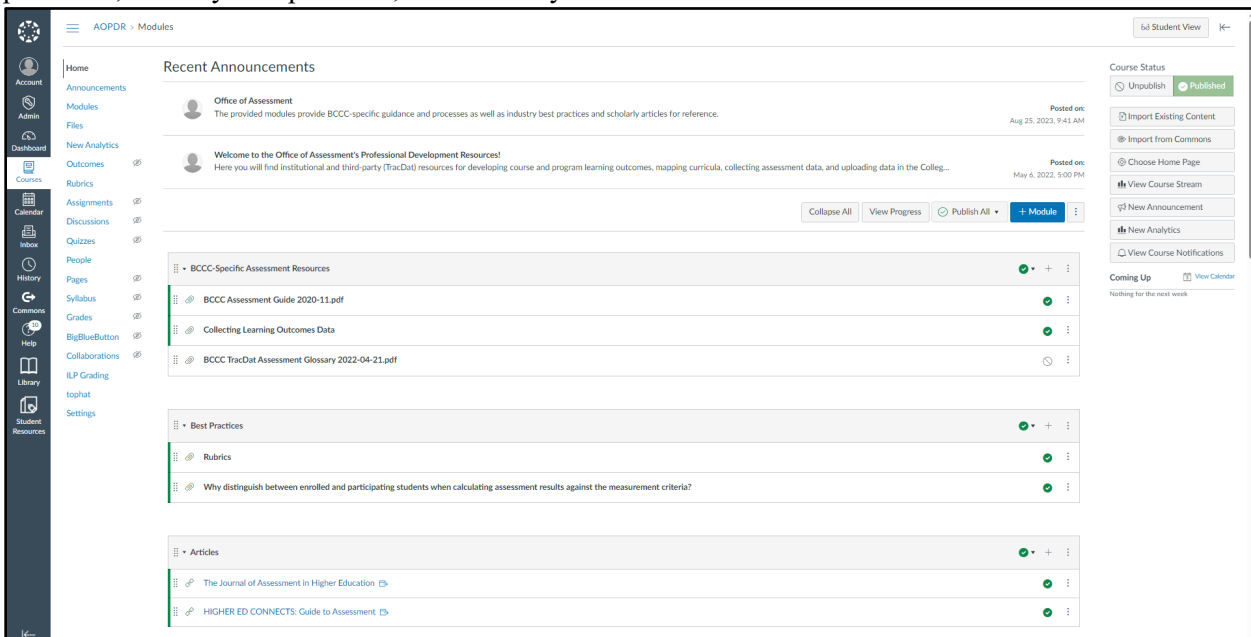 AOPDR > Modules
Student View
Account
Admin
Dashboard
Courses
Calendar
Inbox
History
Commons
10
Help
Library
Student
Resources
Home
Announcements
Modules
Files
New Analytics
Outcomes
Rubrics
Assignments
Discussions
Quizzes
People
Pages
Syllabus
Grades
BigBlueButton
Collaborations
ILP Grading
tophat
Settings
Recent Announcements
Office of Assessment
The provided modules provide BCCC-specific guidance and processes as well as industry best practices and scholarly articles for reference.
Posted on:
Aug 25, 2023, 9:41 AM
Welcome to the Office of Assessment's Professional Development Resources!
Here you will find institutional and third-party (TracDat) resources for developing course and program learning outcomes, mapping curricula, collecting assessment data, and uploading data in the Colleg...
Posted on:
May 6, 2022, 5:00 PM
Collapse All View Progress Publish All + Module
BCCC-Specific Assessment Resources
BCCC Assessment Guide 2020-11.pdf
Collecting Learning Outcomes Data
BCCC TracDat Assessment Glossary 2022-04-21.pdf
Best Practices
Rubrics
Why distinguish between enrolled and participating students when calculating assessment results against the measurement criteria?
Articles
The Journal of Assessment in Higher Education
HIGHER ED CONNECTS: Guide to Assessment
Course Status
Unpublish Published
Import Existing Content
Import from Commons
Choose Home Page
View Course Stream
New Announcement
New Analytics
View Course Notifications
Coming Up View Calendar
Nothing for the next week